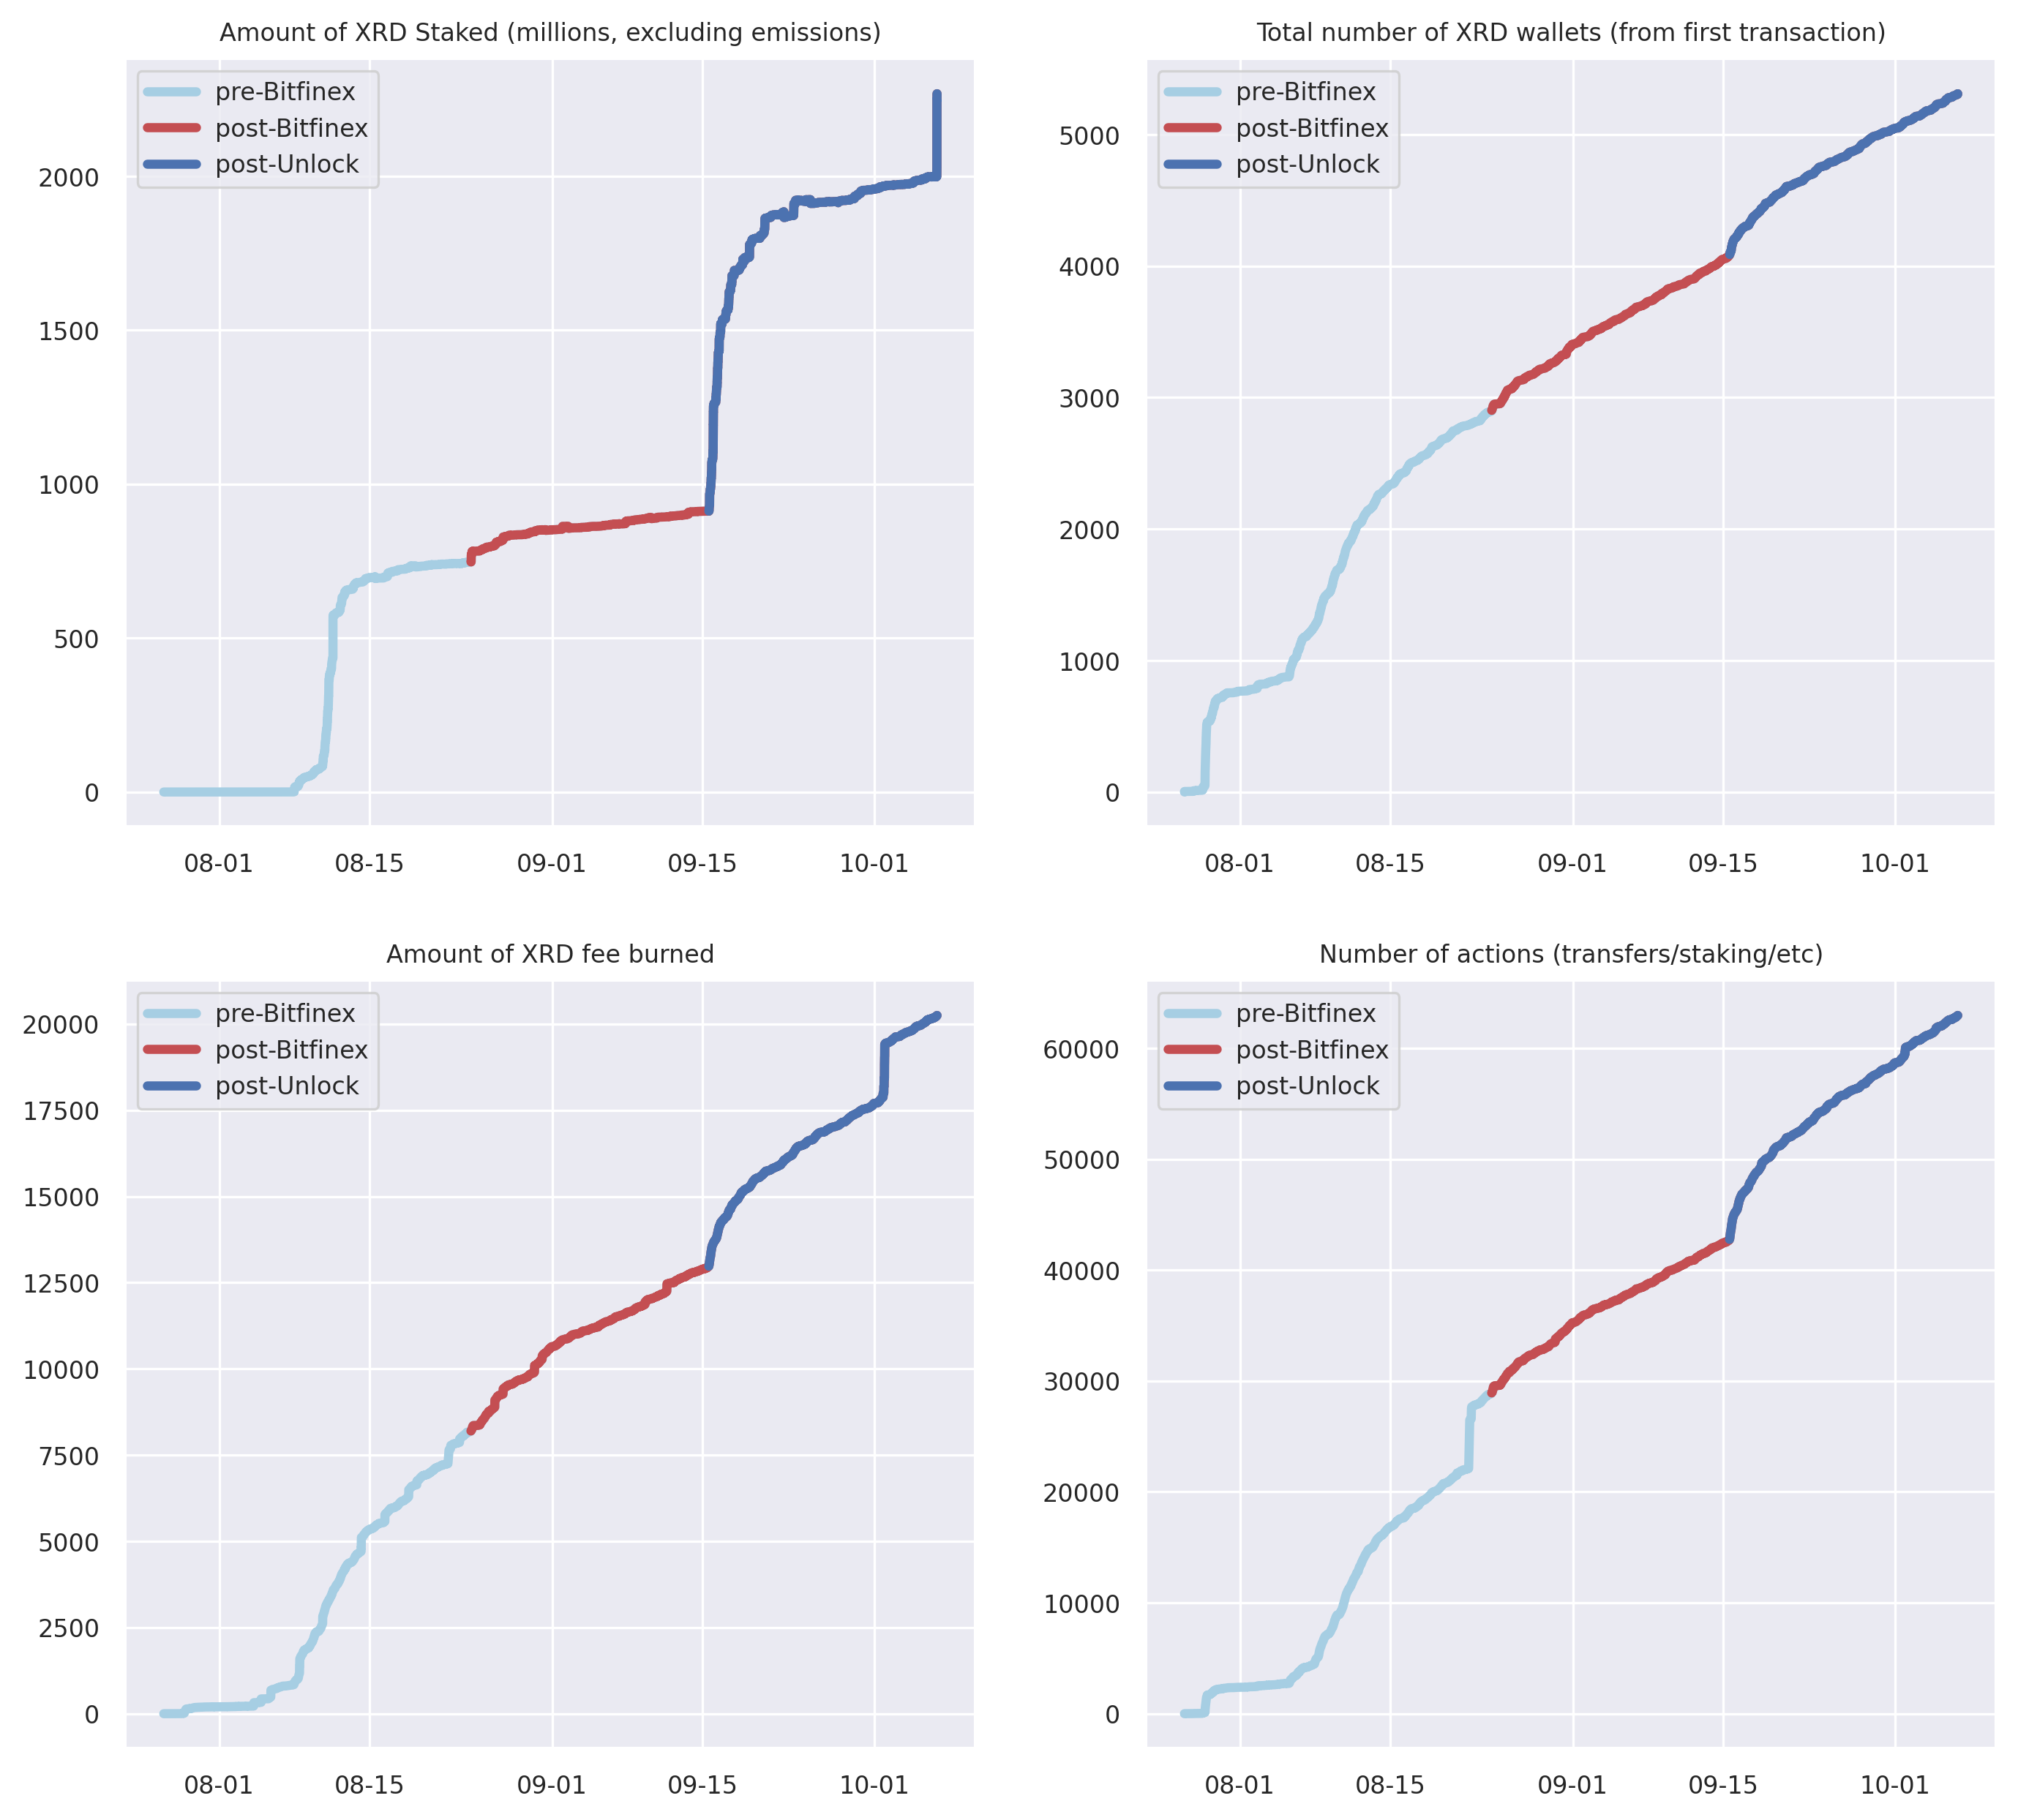 Amount of XRD Staked (millions, excluding emissions)
pre-Bitfinex
post-Bitfinex
post-Unlock
2000
1500
1000
500
0
08-01
08-15
09-01
09-15
10-01
Total number of XRD wallets (from first transaction)
pre-Bitfinex
post-Bitfinex
post-Unlock
5000
4000
3000
2000
1000
0
08-01
08-15
09-01
09-15
10-01
Amount of XRD fee burned
pre-Bitfinex
post-Bitfinex
post-Unlock
20000
17500
15000
12500
10000
7500
5000
2500
0
08-01
08-15
09-01
09-15
10-01
Number of actions (transfers/staking/etc)
pre-Bitfinex
post-Bitfinex
post-Unlock
60000
50000
40000
30000
20000
10000
0
08-01
08-15
09-01
09-15
10-01